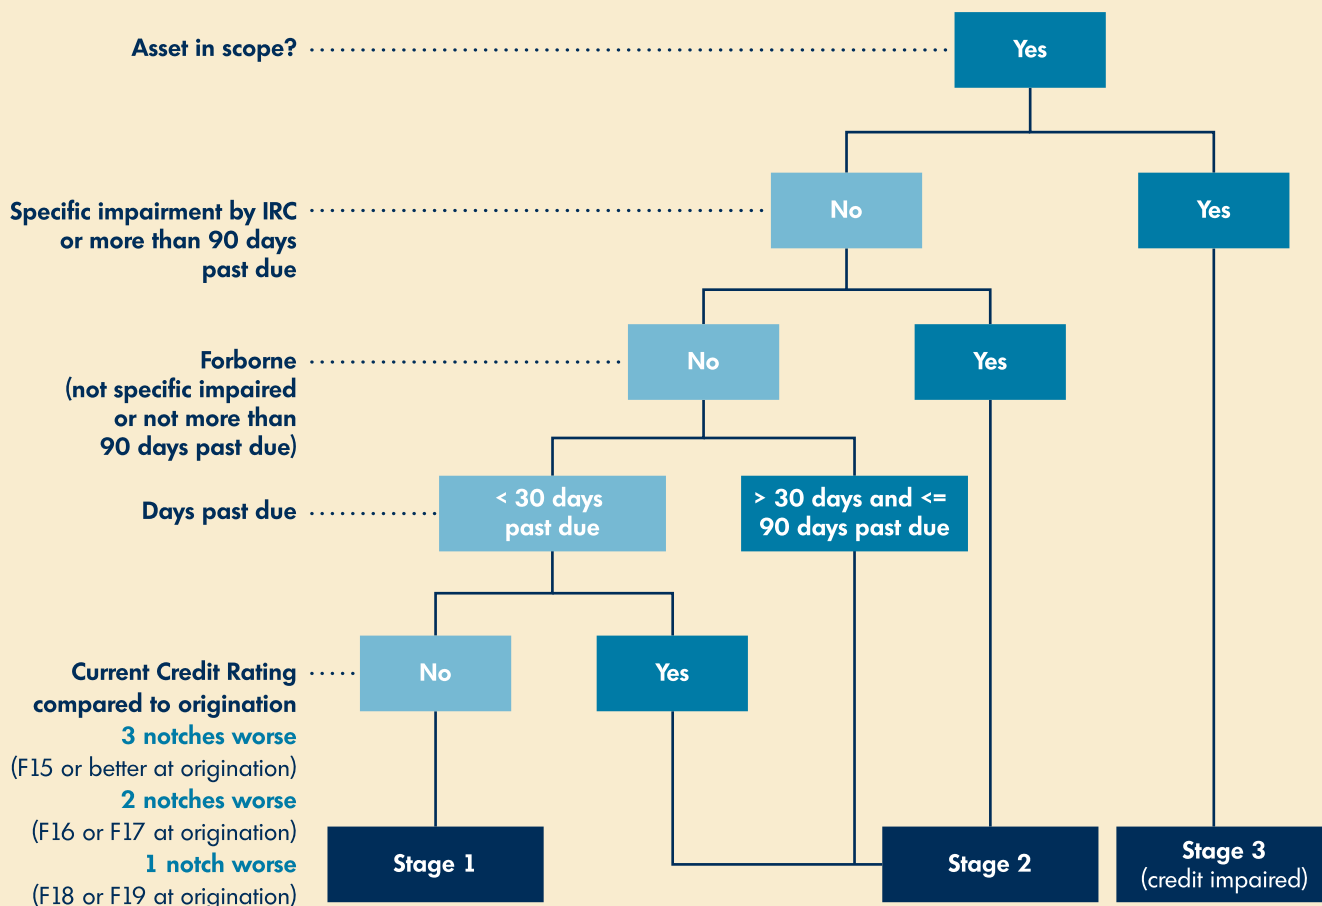 Asset in scope?
Yes
Specific impairment by IRC
or more than 90 days
past due
No
Yes
Forborne
(not specific impaired
or not more than
90 days past due)
No
Yes
Days past due
< 30 days
past due
> 30 days and <=
90 days past due
Current Credit Rating
compared to origination
3 notches worse
(F15 or better at origination)
2 notches worse
(F16 or F17 at origination)
1 notch worse
(F18 or F19 at origination)
No
Yes
Stage 1
Stage 2
Stage 3
(credit impaired)